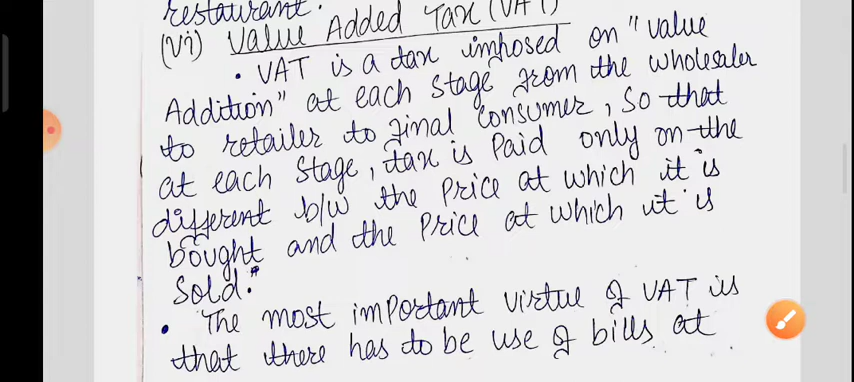 restaurant.
(Vi) Value Added Tax (VAT)
• VAT is a tax imposed on "value
Addition" at each stage from the wholesaler
to retailer to final consumer, so that
at each stage, tax is Paid only on the
different b/w the Price at which it is
bought and the Price at which it is
Sold."
• The most important virtue of VAT is
that there has to be use of bills at